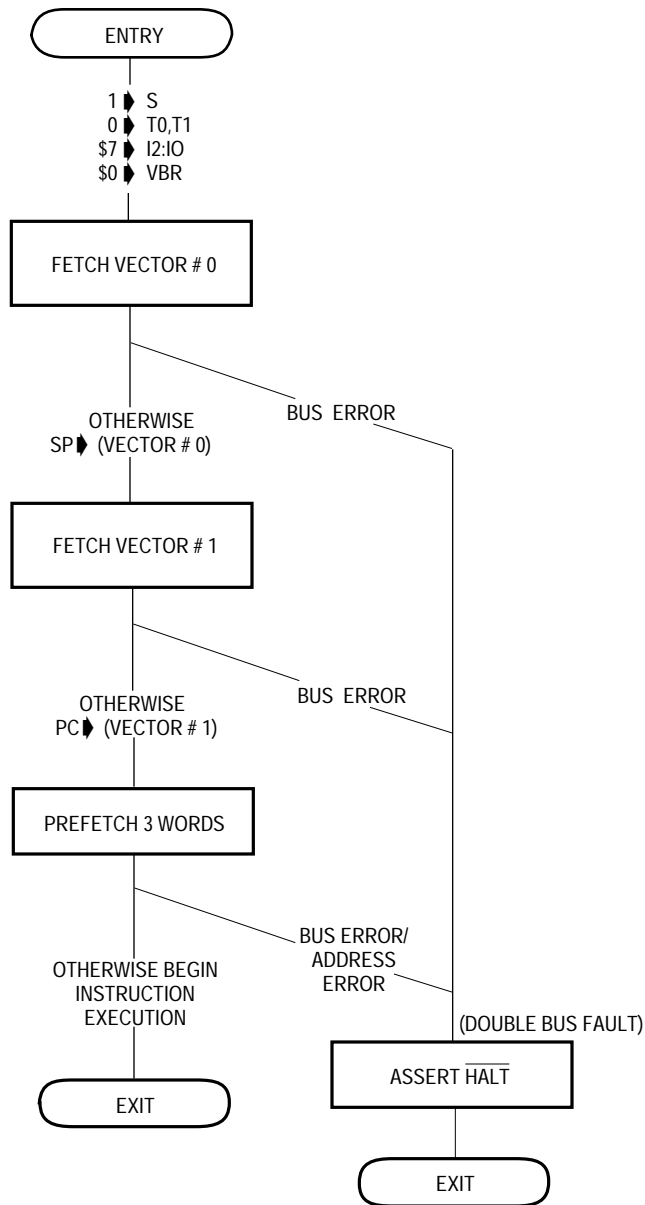 ENTRY
1 ▶ S
0 ▶ T0,T1
$7 ▶ I2:IO
$0 ▶ VBR
FETCH VECTOR # 0
BUS ERROR
OTHERWISE
SP ▶ (VECTOR # 0)
FETCH VECTOR # 1
BUS ERROR
OTHERWISE
PC ▶ (VECTOR # 1)
PREFETCH 3 WORDS
BUS ERROR/
ADDRESS
ERROR
OTHERWISE BEGIN
INSTRUCTION
EXECUTION
(DOUBLE BUS FAULT)
ASSERT H̅A̅L̅T̅
EXIT
EXIT